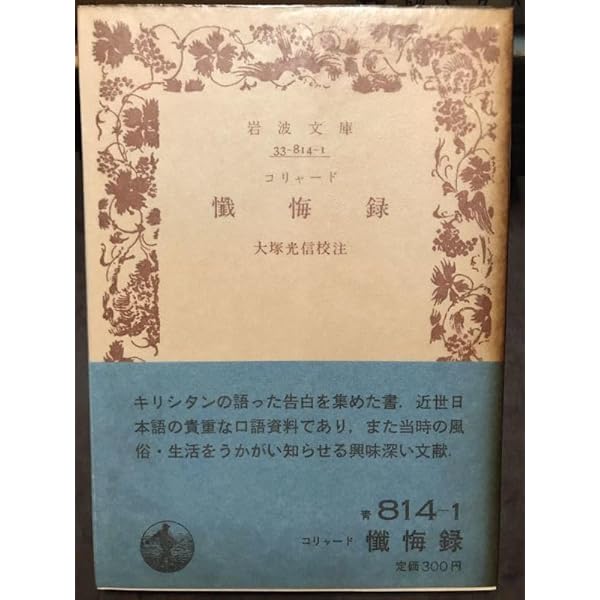 岩波文庫
33-814-1
コリャード
懺悔録
大塚光信校注
キリシタンの語った告白を集めた書．近世日
本語の貴重な口語資料であり，また当時の風
俗・生活をうかがい知らせる興味深い文献．
青 814-1
コリャード 懺悔録
定価300円